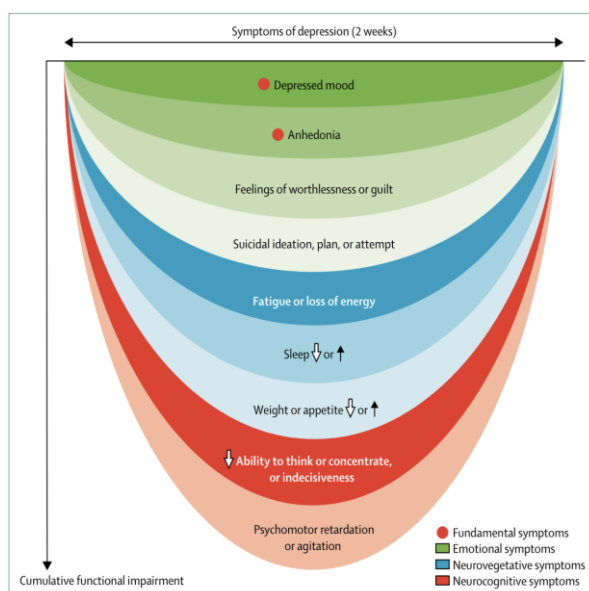 Symptoms of depression (2 weeks)
Depressed mood
Anhedonia
Feelings of worthlessness or guilt
Suicidal ideation, plan, or attempt
Fatigue or loss of energy
Sleep ⇩ or ↑
Weight or appetite ⇩ or ↑
⇩ Ability to think or concentrate,
or indecisiveness
Psychomotor retardation
or agitation
Cumulative functional impairment
Fundamental symptoms
Emotional symptoms
Neurovegetative symptoms
Neurocognitive symptoms